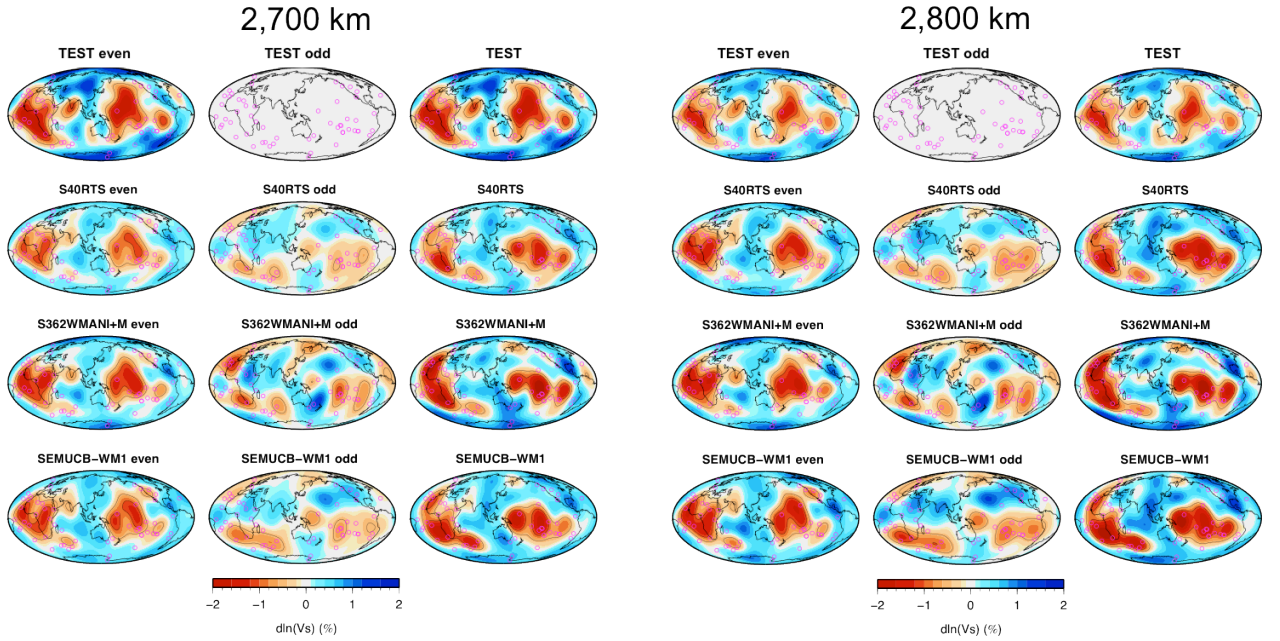 2,700 km
TEST even TEST odd TEST
S40RTS even S40RTS odd S40RTS
S362WMANI+M even S362WMANI+M odd S362WMANI+M
SEMUCB−WM1 even SEMUCB−WM1 odd SEMUCB−WM1
−2 −1 0 1 2
dln(Vs) (%)
2,800 km
TEST even TEST odd TEST
S40RTS even S40RTS odd S40RTS
S362WMANI+M even S362WMANI+M odd S362WMANI+M
SEMUCB−WM1 even SEMUCB−WM1 odd SEMUCB−WM1
−2 −1 0 1 2
dln(Vs) (%)